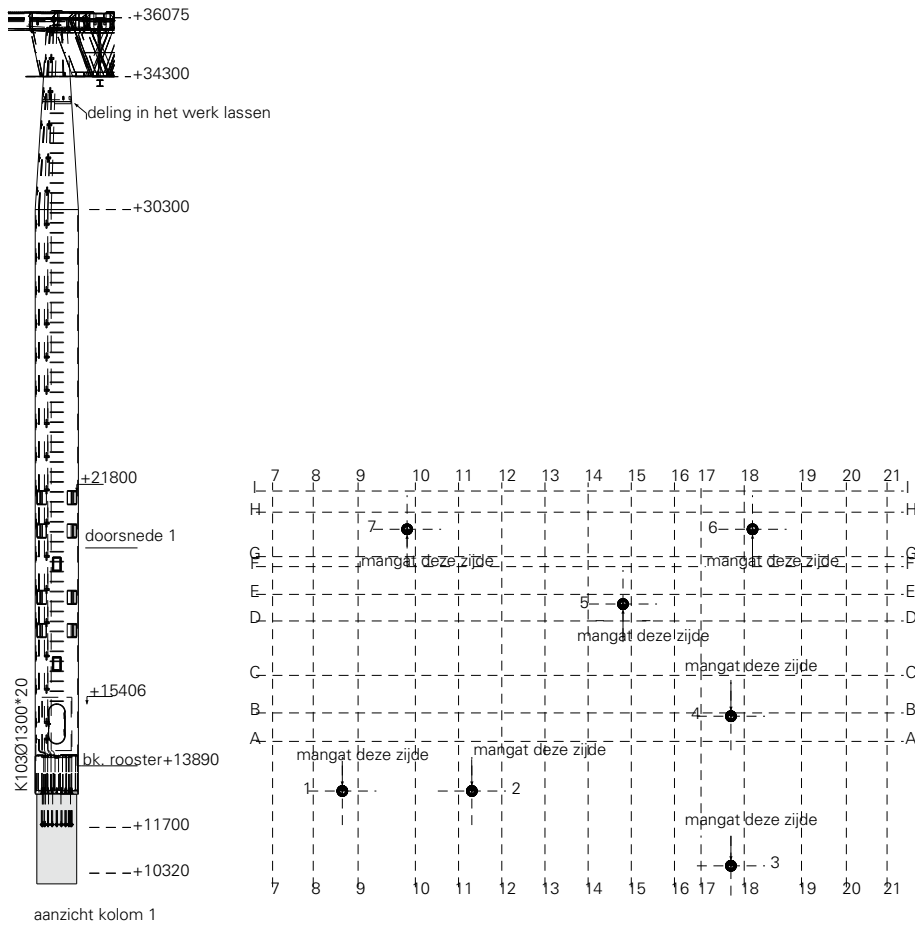 +36075
+34300
deling in het werk lassen
+30300
+21800
doorsnede 1
+15406
K103Ø1300*20
bk. rooster+13890
+11700
+10320
aanzicht kolom 1
7 8 9 10 11 12 13 14 15 16 17 18 19 20 21
I I
H H
7 6
mangat deze zijde mangat deze zijde
G G
F F
E E
5
D D
mangat deze zijde
mangat deze zijde
C C
B B
4
A A
mangat deze zijde mangat deze zijde
1 2
mangat deze zijde
3
7 8 9 10 11 12 13 14 15 16 17 18 19 20 21